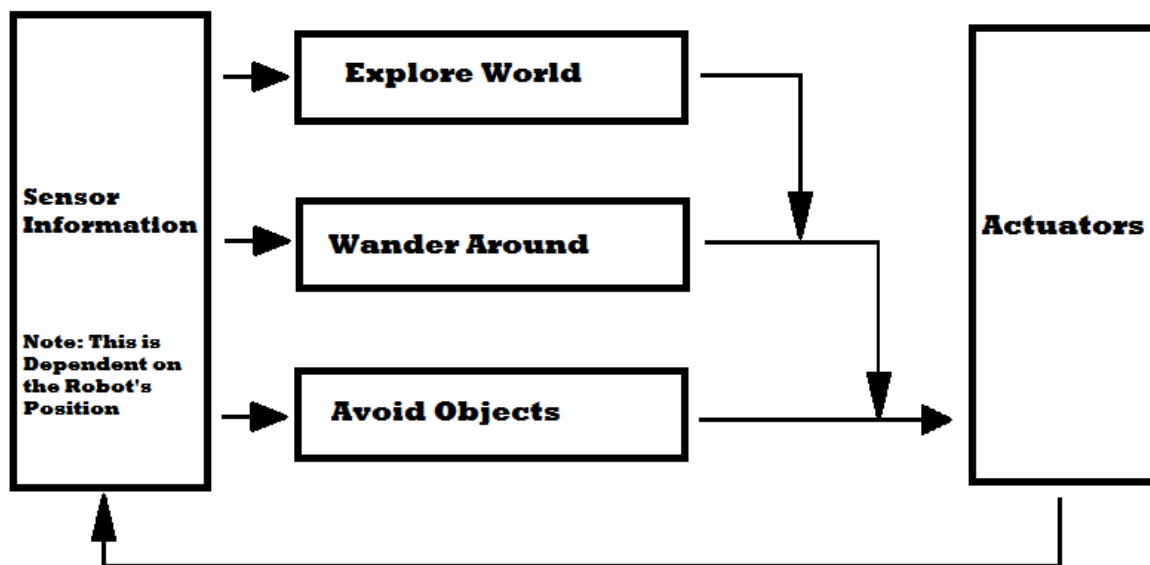 Explore World
Sensor
Information
Wander Around
Actuators
Note: This is
Dependent on
the Robot's
Position
Avoid Objects